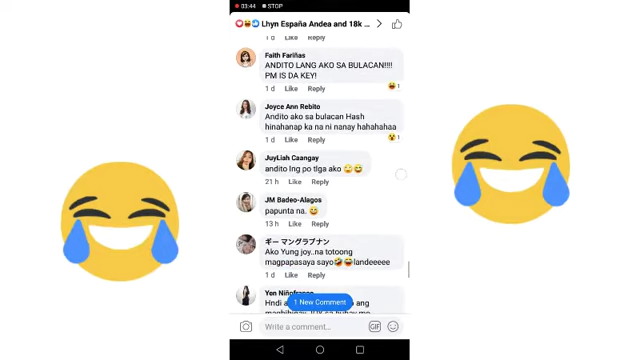 03:44 STOP
Lhyn España Andea and 18k ...
1 d Like Reply
Faith Fariñas
ANDITO LANG AKO SA BULACAN!!!!
PM IS DA KEY!
1 d Like Reply
1
Joyce Ann Rebito
Andito ako sa bulacan Hash
hinahanap ka na ni nanay hahahahaa
1 d Like Reply
1
JuyLiah Caangay
andito lng po tlga ako 🙄😅
21 h Like Reply
JM Badeo-Alagos
papunta na. 😅
13 h Like Reply
ギー マングラブナン
Ako Yung joy..na totoong
magpapasaya sayo🤣😂landeeeee
1 d Like Reply
Yen Niñofranco
1 New Comment
Write a comment...
GIF